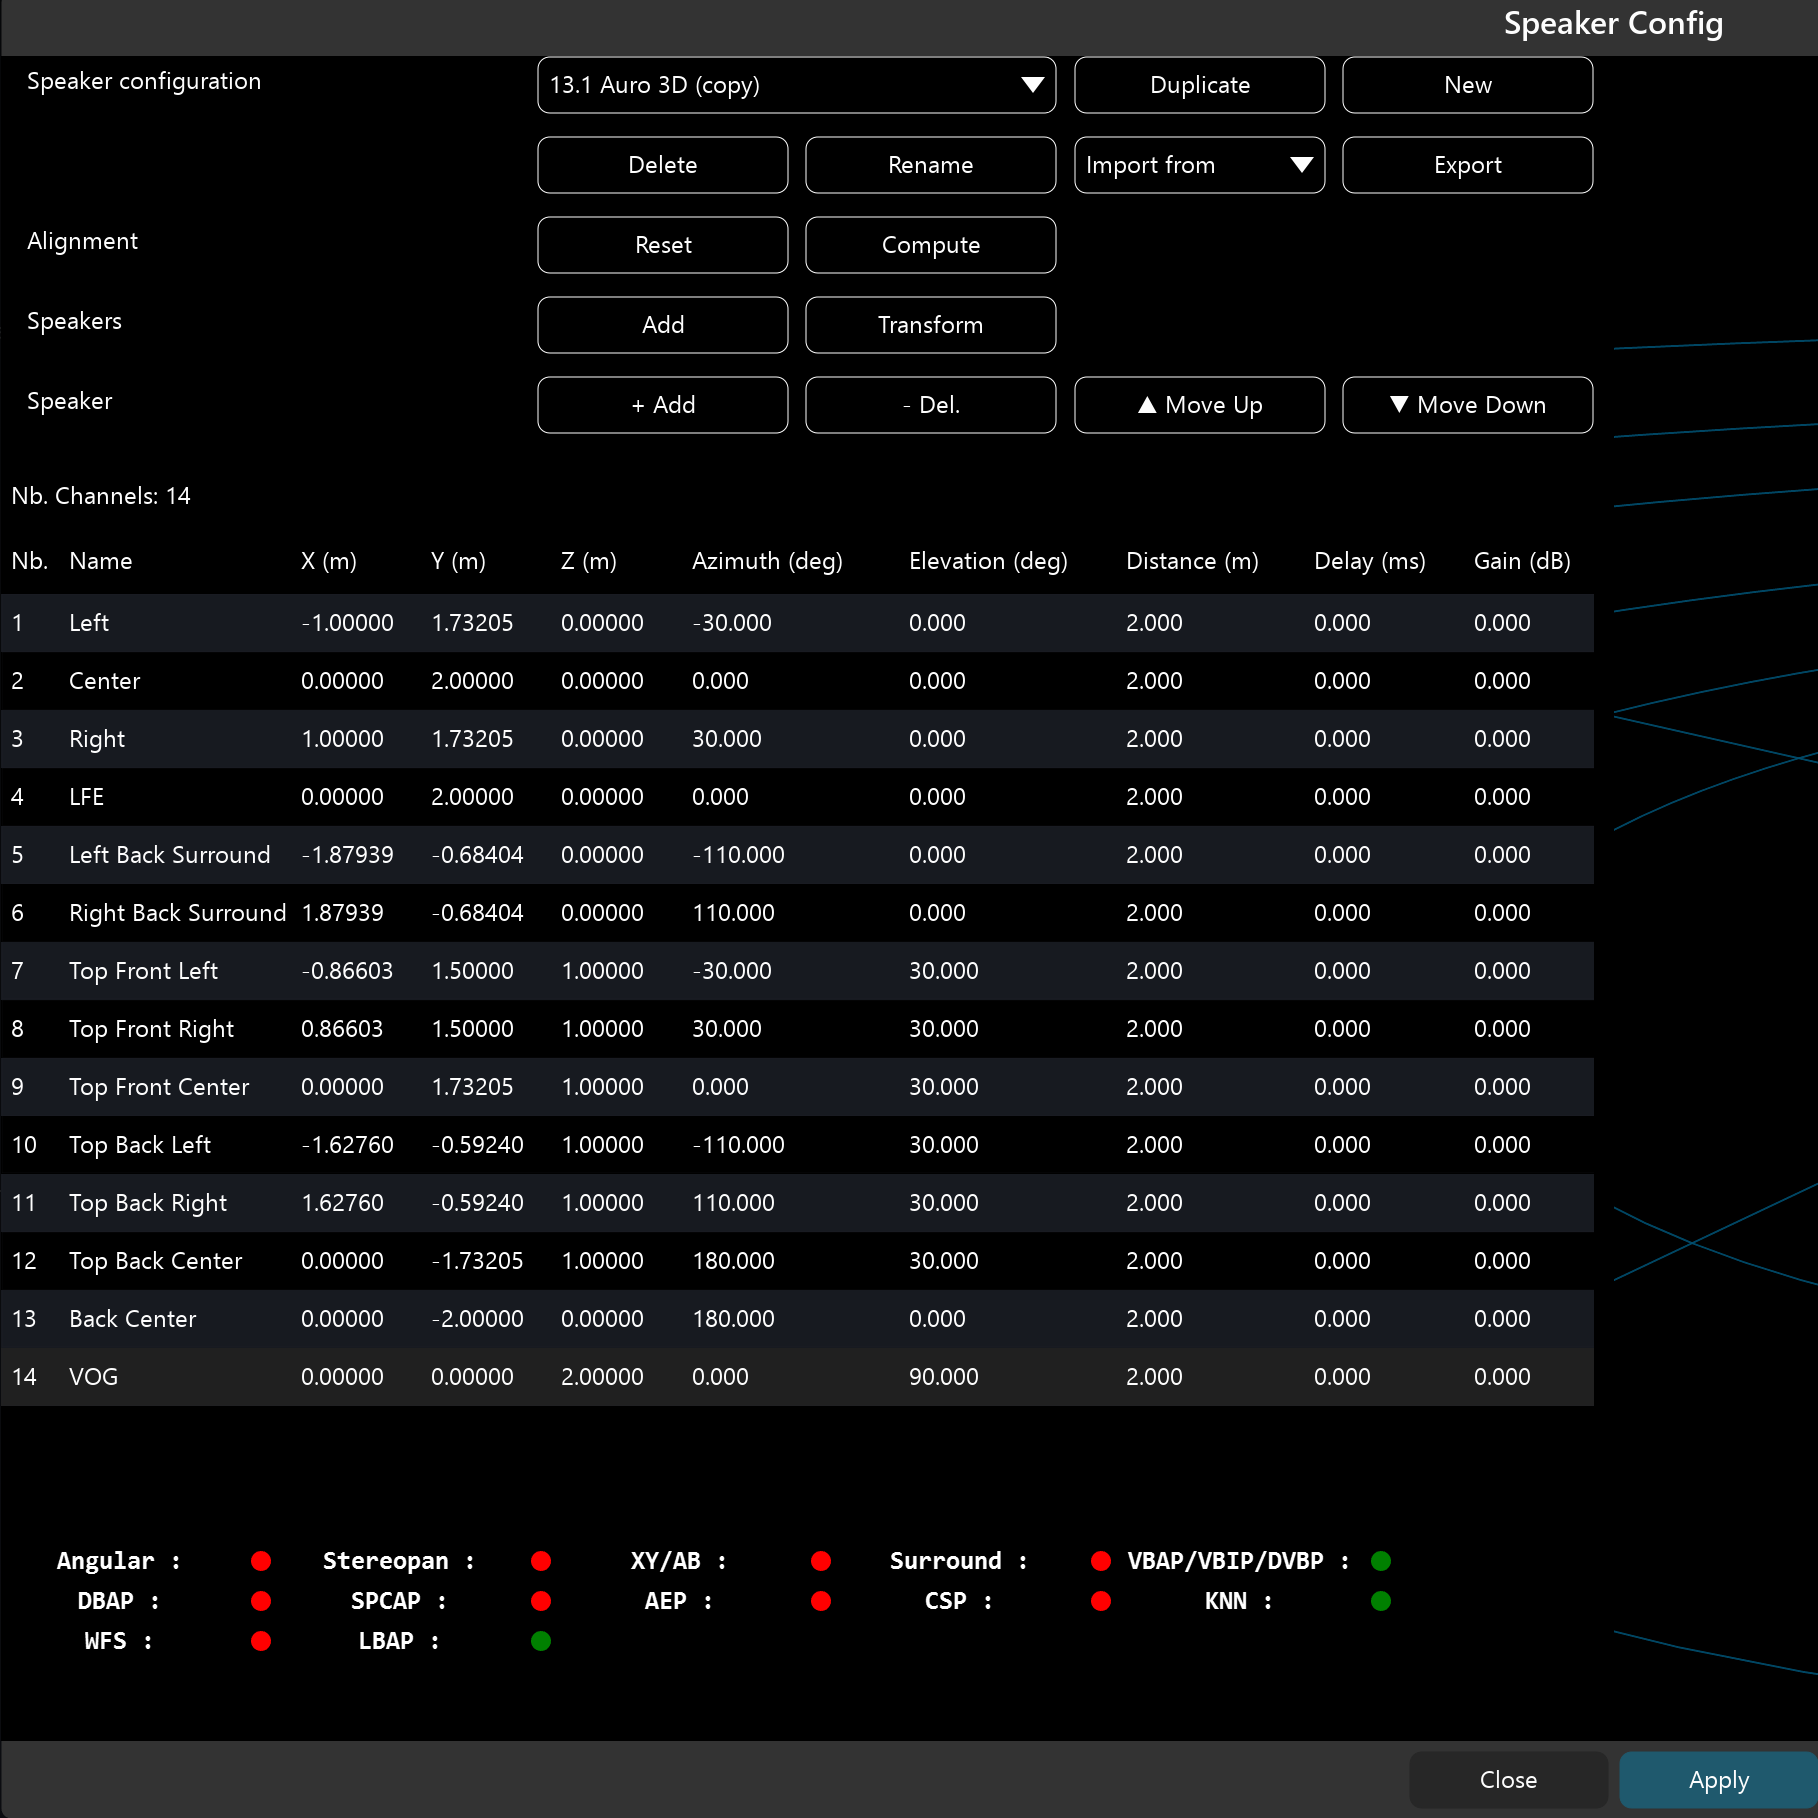 Speaker Config
Speaker configuration 13.1 Auro 3D (copy) Duplicate New
Delete Rename Import from Export
Alignment Reset Compute
Speakers Add Transform
Speaker + Add - Del. ▲ Move Up ▼ Move Down
Nb. Channels: 14
Nb. Name X (m) Y (m) Z (m) Azimuth (deg) Elevation (deg) Distance (m) Delay (ms) Gain (dB)
1 Left -1.00000 1.73205 0.00000 -30.000 0.000 2.000 0.000 0.000
2 Center 0.00000 2.00000 0.00000 0.000 0.000 2.000 0.000 0.000
3 Right 1.00000 1.73205 0.00000 30.000 0.000 2.000 0.000 0.000
4 LFE 0.00000 2.00000 0.00000 0.000 0.000 2.000 0.000 0.000
5 Left Back Surround -1.87939 -0.68404 0.00000 -110.000 0.000 2.000 0.000 0.000
6 Right Back Surround 1.87939 -0.68404 0.00000 110.000 0.000 2.000 0.000 0.000
7 Top Front Left -0.86603 1.50000 1.00000 -30.000 30.000 2.000 0.000 0.000
8 Top Front Right 0.86603 1.50000 1.00000 30.000 30.000 2.000 0.000 0.000
9 Top Front Center 0.00000 1.73205 1.00000 0.000 30.000 2.000 0.000 0.000
10 Top Back Left -1.62760 -0.59240 1.00000 -110.000 30.000 2.000 0.000 0.000
11 Top Back Right 1.62760 -0.59240 1.00000 110.000 30.000 2.000 0.000 0.000
12 Top Back Center 0.00000 -1.73205 1.00000 180.000 30.000 2.000 0.000 0.000
13 Back Center 0.00000 -2.00000 0.00000 180.000 0.000 2.000 0.000 0.000
14 VOG 0.00000 0.00000 2.00000 0.000 90.000 2.000 0.000 0.000
Angular : Stereopan : XY/AB : Surround : VBAP/VBIP/DVBP :
DBAP : SPCAP : AEP : CSP : KNN :
WFS : LBAP :
Close Apply